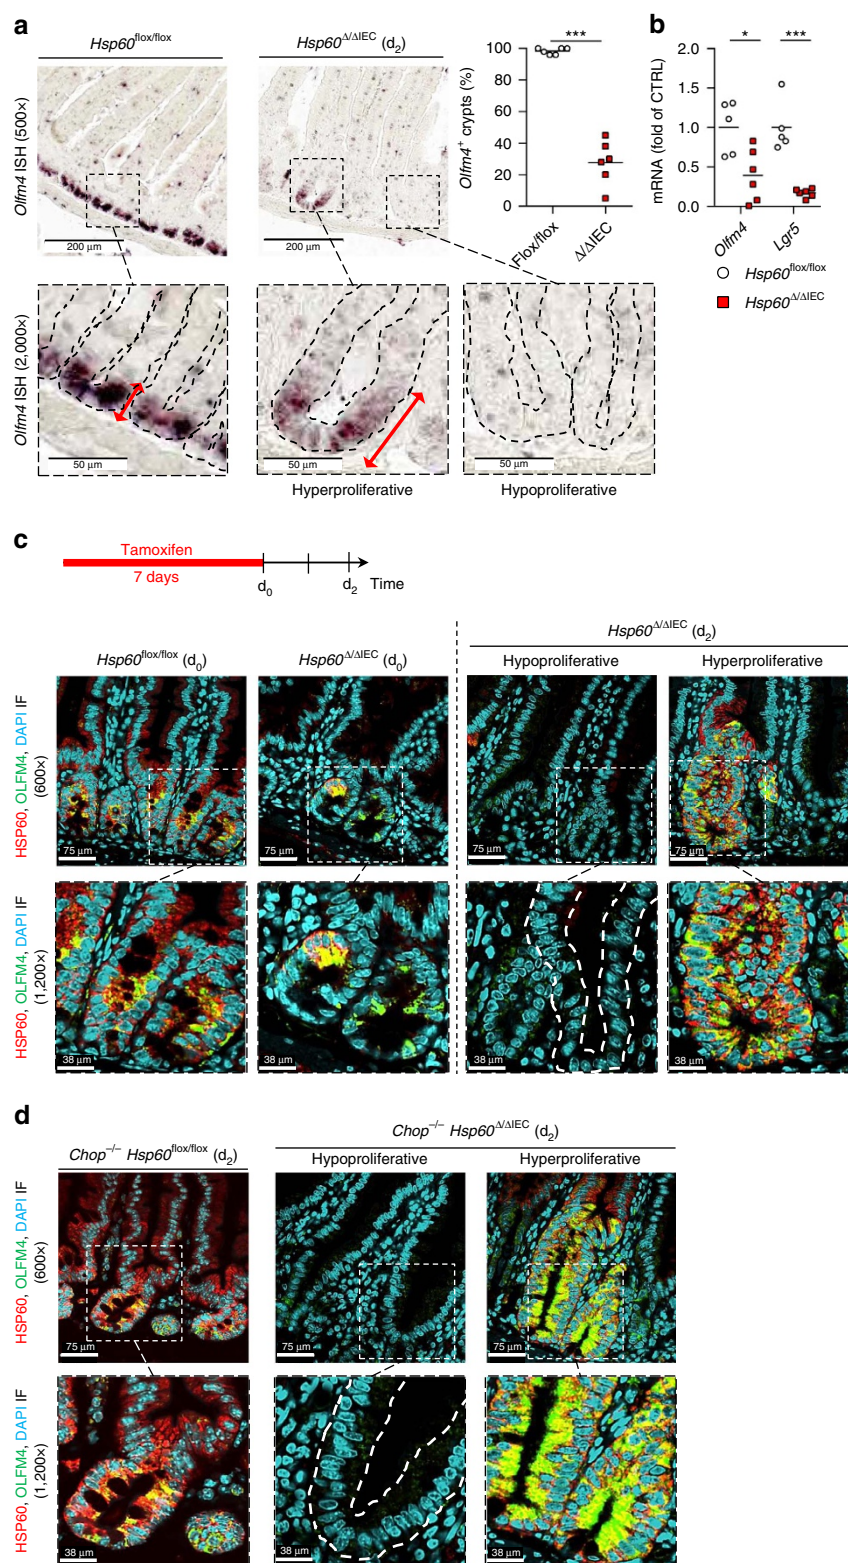 a
Hsp60flox/flox
Hsp60Δ/ΔIEC (d2)
Olfm4 ISH (500×)
200 μm
200 μm
Olfm4+ crypts (%)
100
80
60
40
20
0
***
Flox/flox
Δ/ΔIEC
b
mRNA (fold of CTRL)
2.0
1.5
1.0
0.5
0.0
*
***
Olfm4
Lgr5
Hsp60flox/flox
Hsp60Δ/ΔIEC
Olfm4 ISH (2,000×)
50 μm
50 μm
50 μm
Hyperproliferative
Hypoproliferative
c
Tamoxifen
7 days
d0
d2
Time
Hsp60flox/flox (d0)
Hsp60Δ/ΔIEC (d0)
Hsp60Δ/ΔIEC (d2)
Hypoproliferative
Hyperproliferative
HSP60, OLFM4, DAPI IF
(600×)
75 μm
75 μm
75 μm
75 μm
HSP60, OLFM4, DAPI IF
(1,200×)
38 μm
38 μm
38 μm
38 μm
d
Chop−/− Hsp60flox/flox (d2)
Chop−/− Hsp60Δ/ΔIEC (d2)
Hypoproliferative
Hyperproliferative
HSP60, OLFM4, DAPI IF
(600×)
75 μm
75 μm
75 μm
HSP60, OLFM4, DAPI IF
(1,200×)
38 μm
38 μm
38 μm